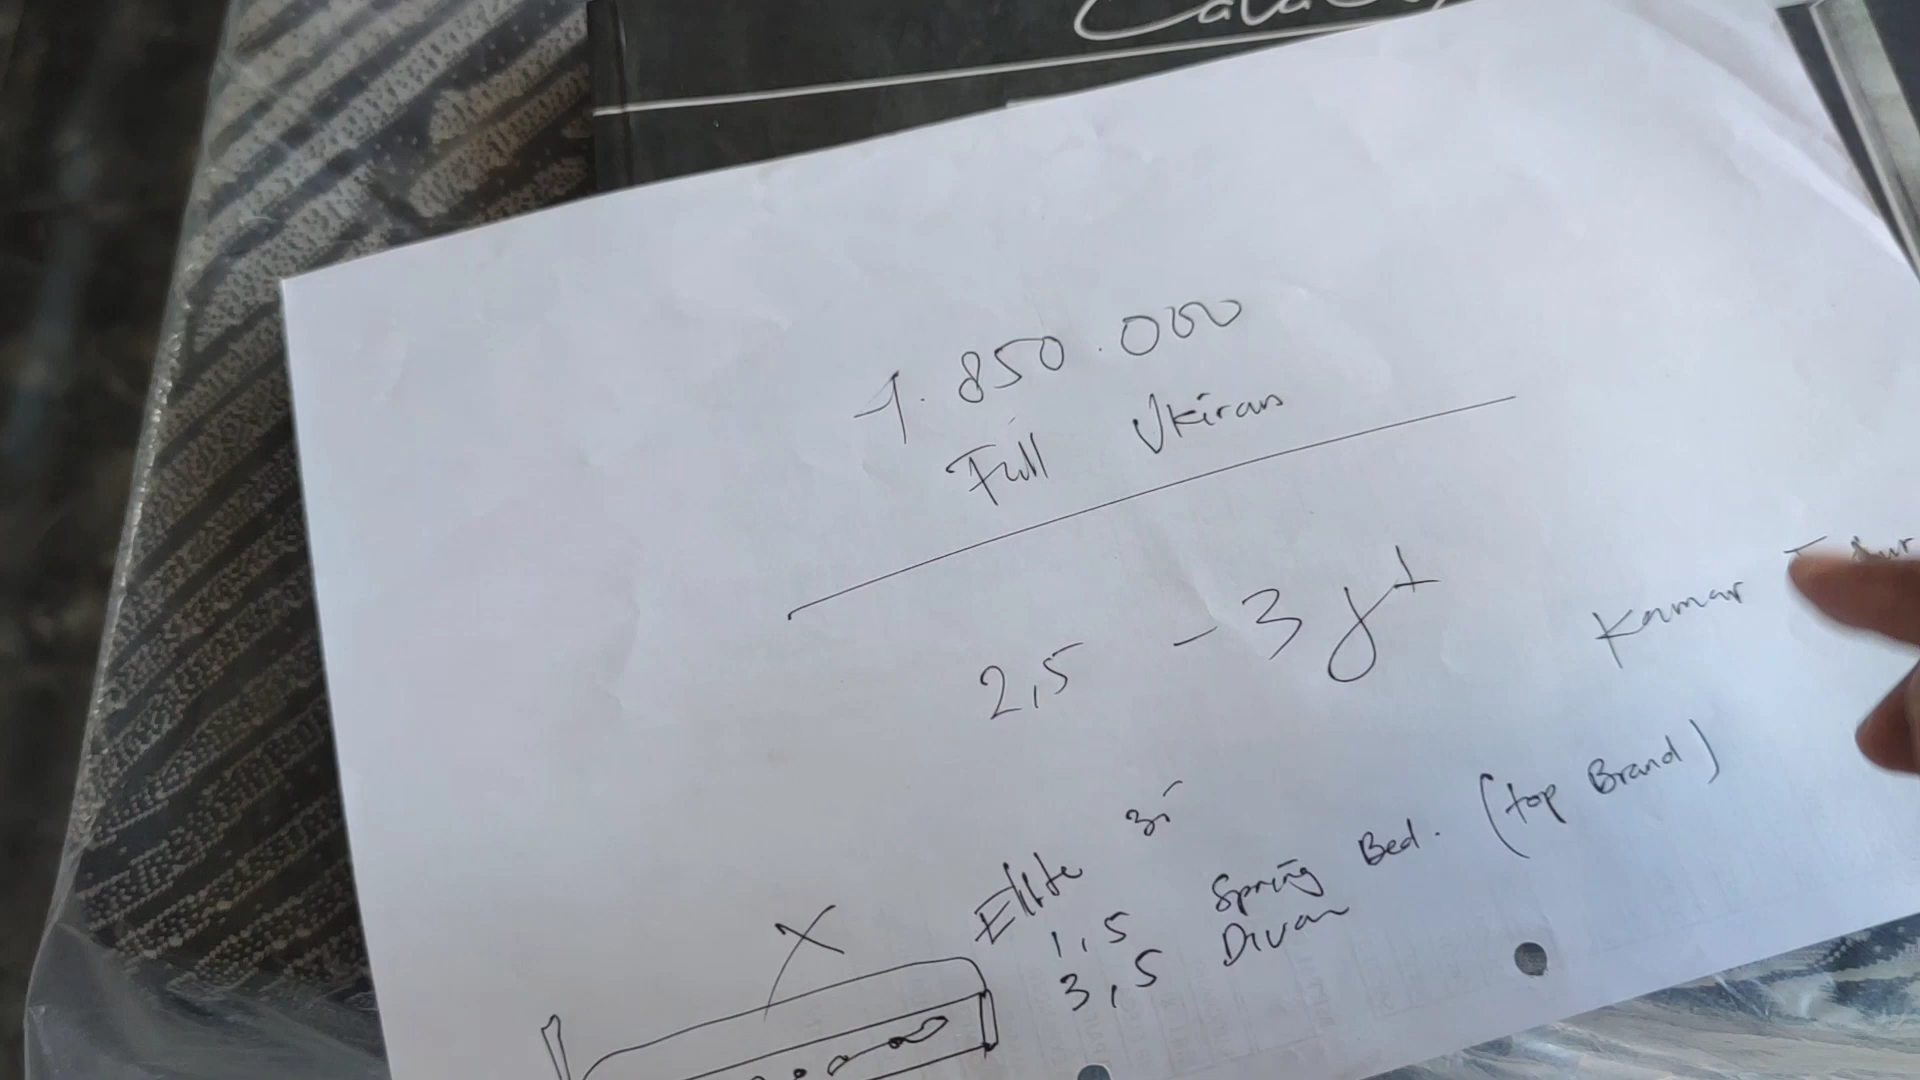 1.850.000
Full Ukiran
2,5 - 3 jt
Kamar
Elite 3
1,5 Spring Bed. (top Brand)
3,5 Divan
X